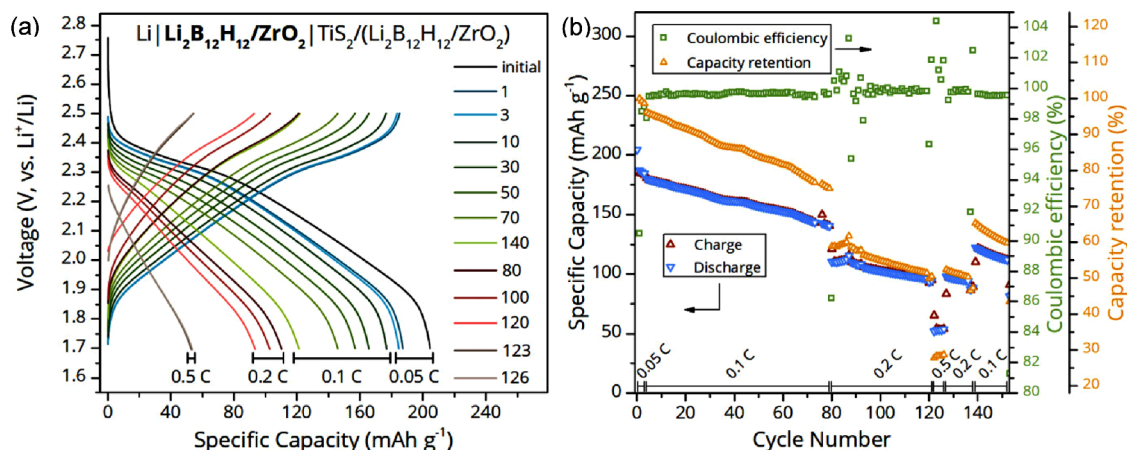 (a)
Li|Li₂B₁₂H₁₂/ZrO₂|TiS₂/(Li₂B₁₂H₁₂/ZrO₂)
Voltage (V, vs. Li⁺/Li)
2.8
2.7
2.6
2.5
2.4
2.3
2.2
2.1
2.0
1.9
1.8
1.7
1.6
initial
1
3
10
30
50
70
140
80
100
120
123
126
0.5 C
0.2 C
0.1 C
0.05 C
0
40
80
120
160
200
240
Specific Capacity (mAh g⁻¹)
(b)
Specific Capacity (mAh g⁻¹)
300
250
200
150
100
50
0
Coulombic efficiency
Capacity retention
Charge
Discharge
0.05 C
0.1 C
0.2 C
0.5 C
0.2 C
0.1 C
0
20
40
60
80
100
120
140
Cycle Number
104
102
100
98
96
94
92
90
88
86
84
82
80
Coulombic efficiency (%)
120
110
100
90
80
70
60
50
40
30
20
Capacity retention (%)